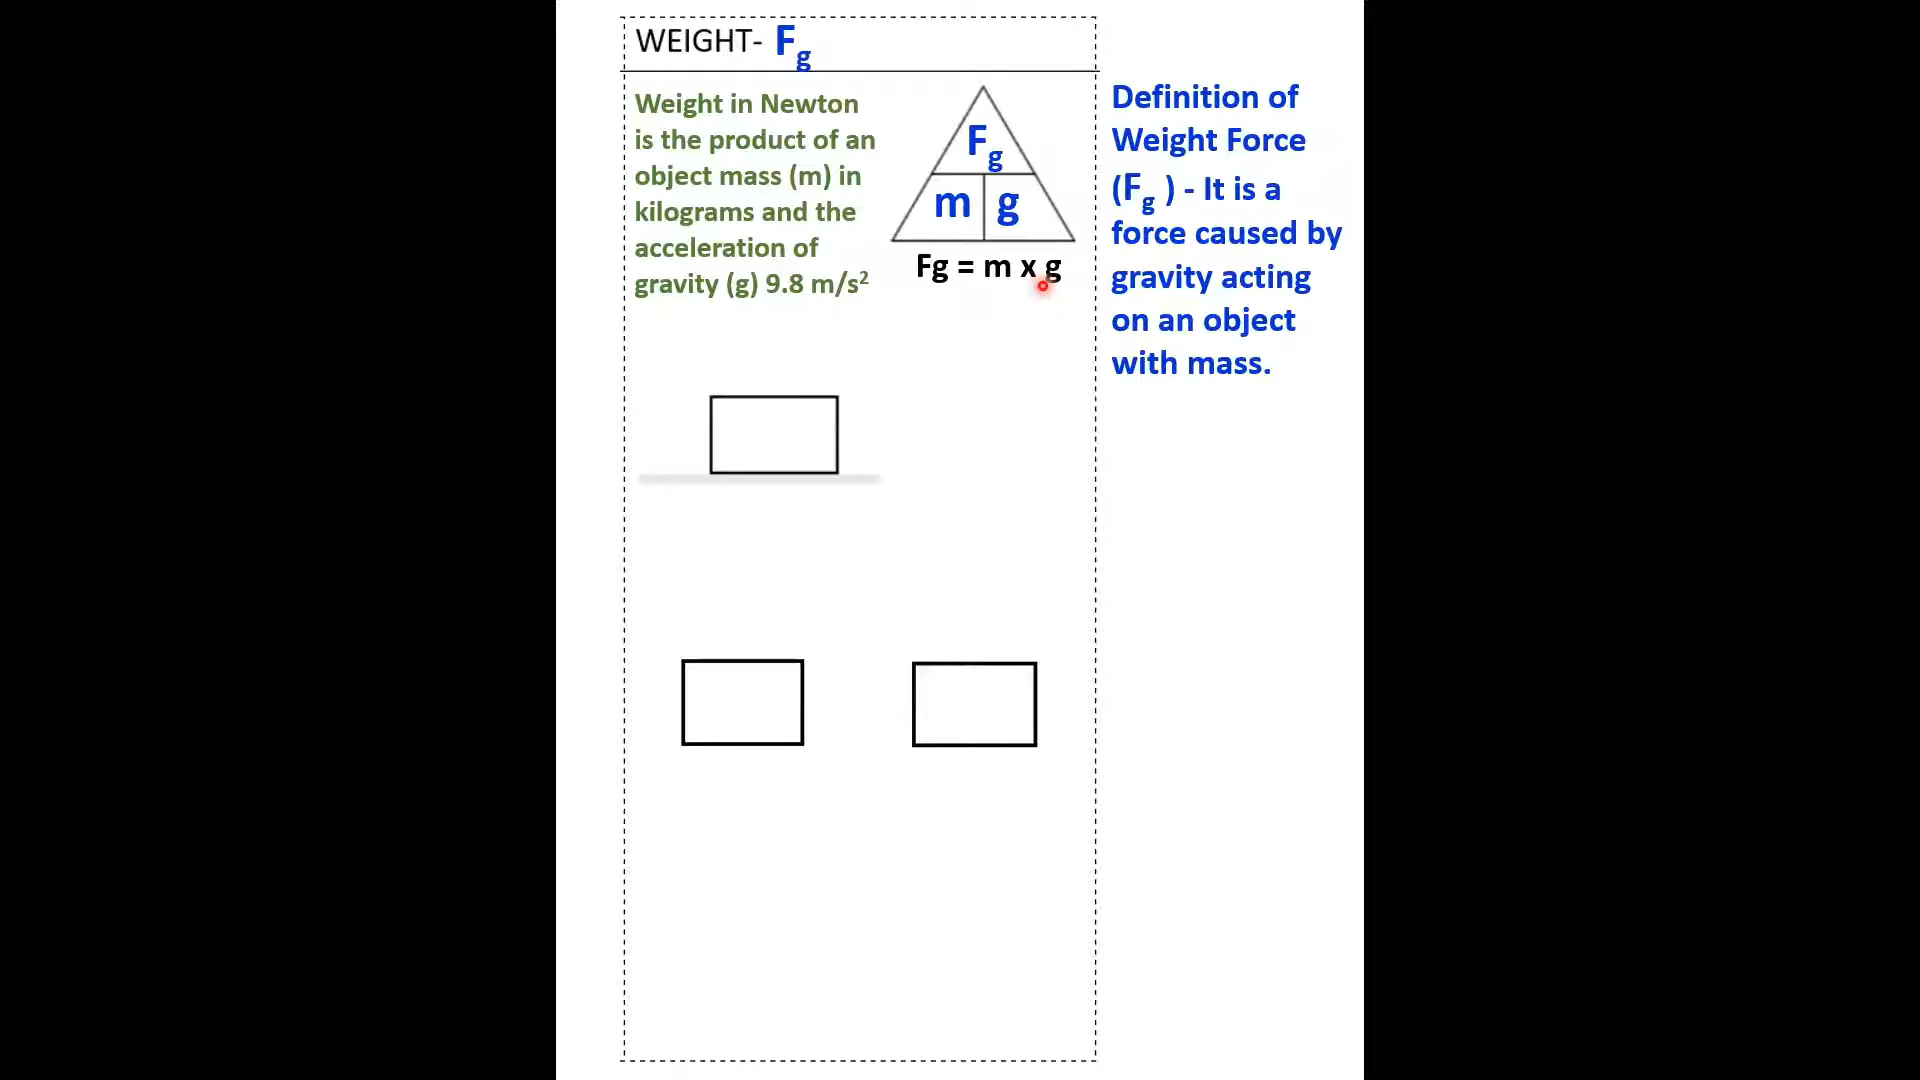 WEIGHT- Fg
Weight in Newton
is the product of an
object mass (m) in
kilograms and the
acceleration of
gravity (g) 9.8 m/s²
Fg
m g
Fg = m x g
Definition of
Weight Force
(Fg ) - It is a
force caused by
gravity acting
on an object
with mass.